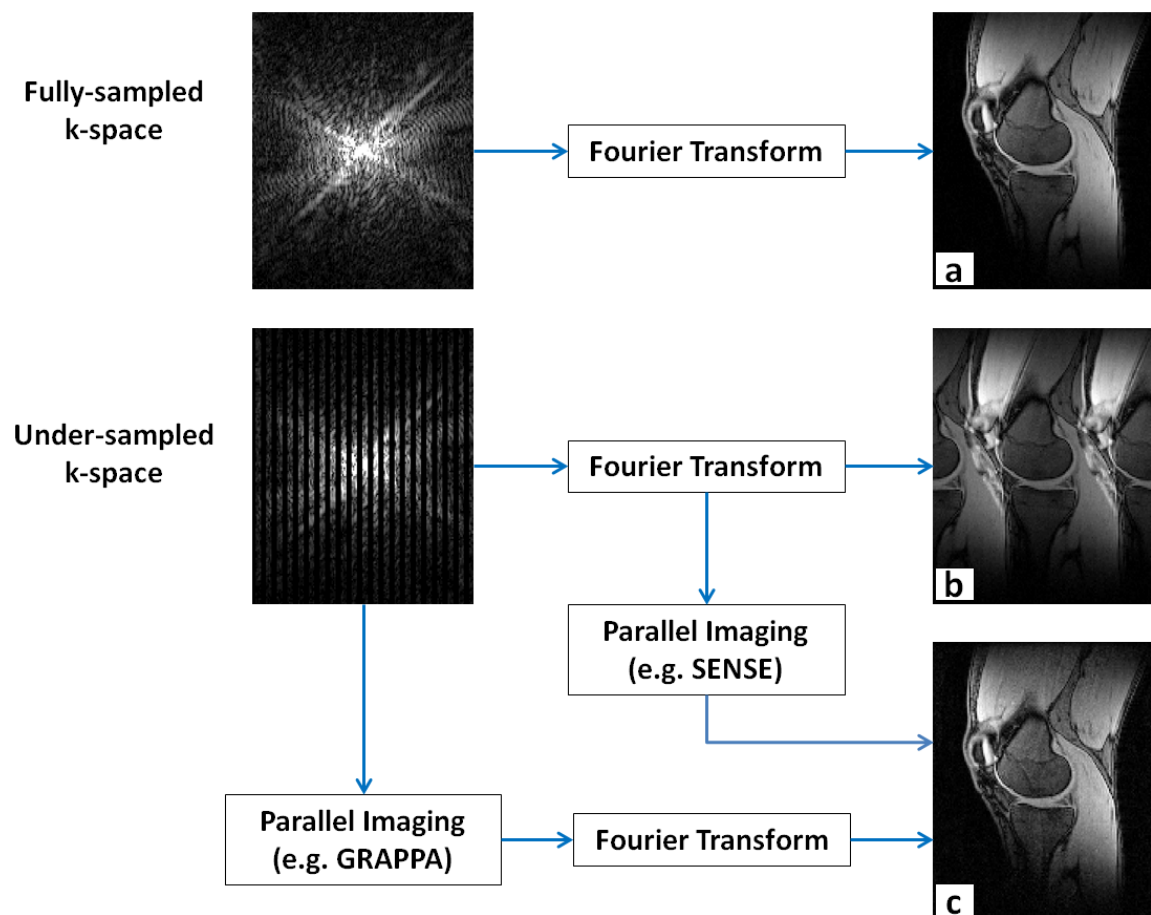 Fully-sampled
k-space
Fourier Transform
a
Under-sampled
k-space
Fourier Transform
b
Parallel Imaging
(e.g. SENSE)
Parallel Imaging
(e.g. GRAPPA)
Fourier Transform
c